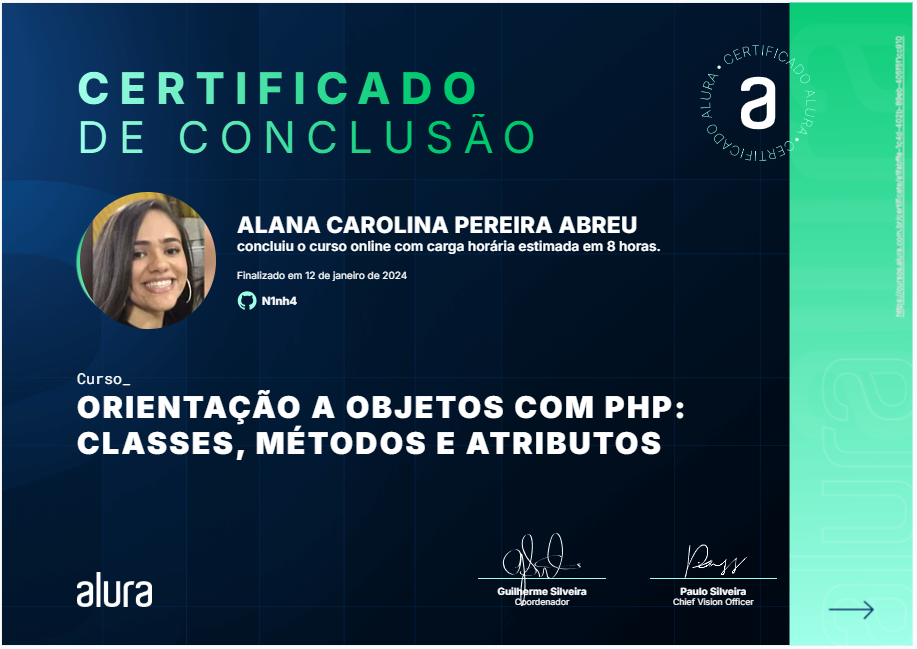 CERTIFICADO
DE CONCLUSÃO
CERTIFICADO ALURA • CERTIFICADO ALURA •
a
ALANA CAROLINA PEREIRA ABREU
concluiu o curso online com carga horária estimada em 8 horas.
Finalizado em 12 de janeiro de 2024
N1nh4
Curso_
ORIENTAÇÃO A OBJETOS COM PHP:
CLASSES, MÉTODOS E ATRIBUTOS
alura
Guilherme Silveira
Coordenador
Paulo Silveira
Chief Vision Officer
alura